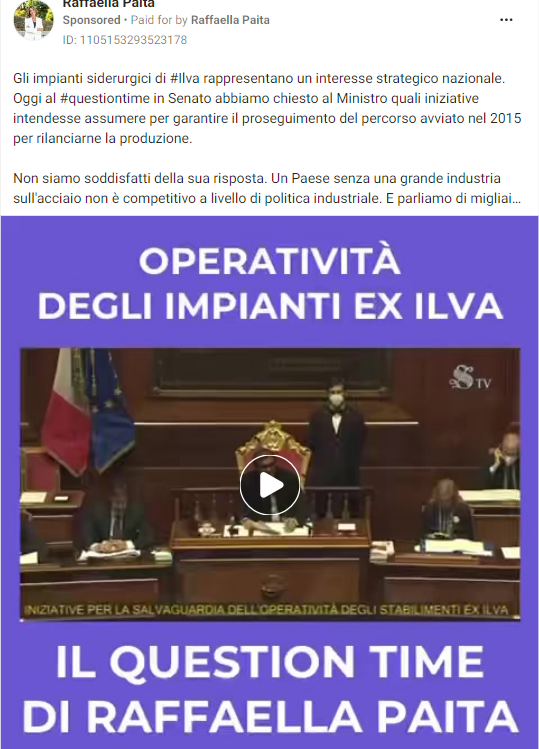 Raffaella Paita
Sponsored • Paid for by Raffaella Paita
ID: 1105153293523178
Gli impianti siderurgici di #Ilva rappresentano un interesse strategico nazionale.
Oggi al #questiontime in Senato abbiamo chiesto al Ministro quali iniziative
intendesse assumere per garantire il proseguimento del percorso avviato nel 2015
per rilanciarne la produzione.
Non siamo soddisfatti della sua risposta. Un Paese senza una grande industria
sull'acciaio non è competitivo a livello di politica industriale. E parliamo di migliai...
OPERATIVITÀ
DEGLI IMPIANTI EX ILVA
S TV
INIZIATIVE PER LA SALVAGUARDIA DELL'OPERATIVITÀ DEGLI STABILIMENTI EX ILVA
IL QUESTION TIME
DI RAFFAELLA PAITA